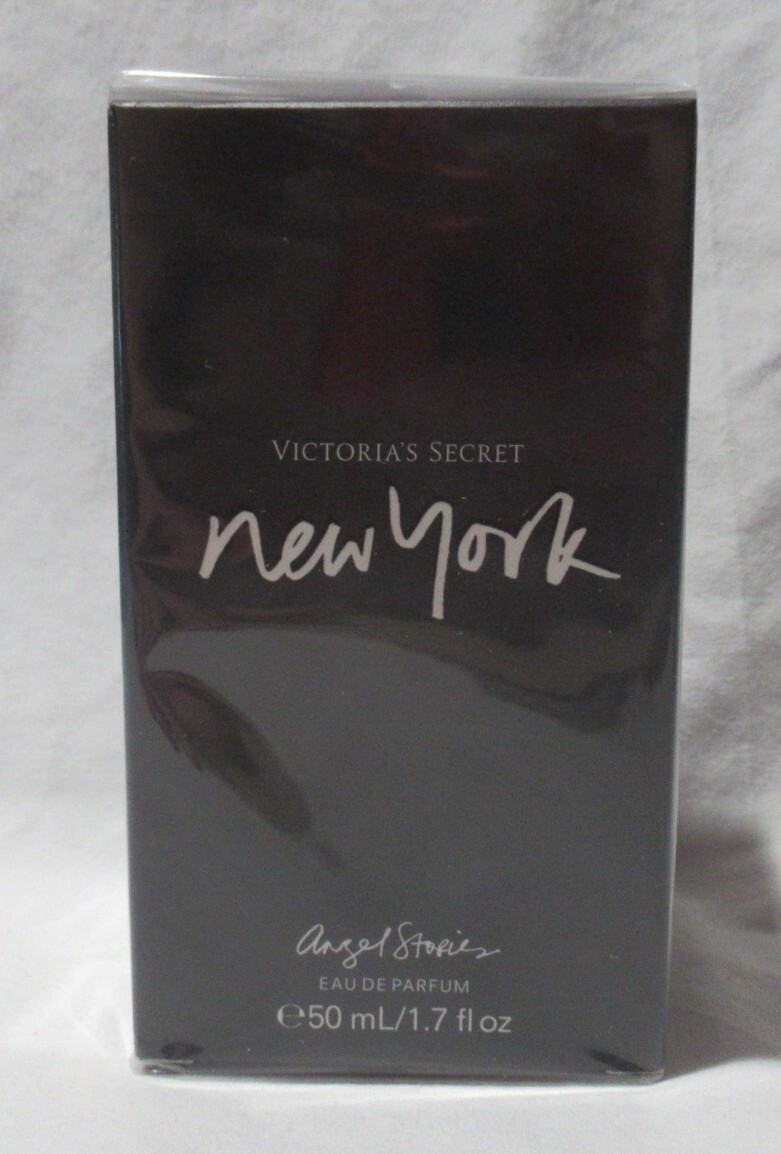 VICTORIA'S SECRET
new york
Angel Stories
EAU DE PARFUM
℮50 mL/1.7 fl oz